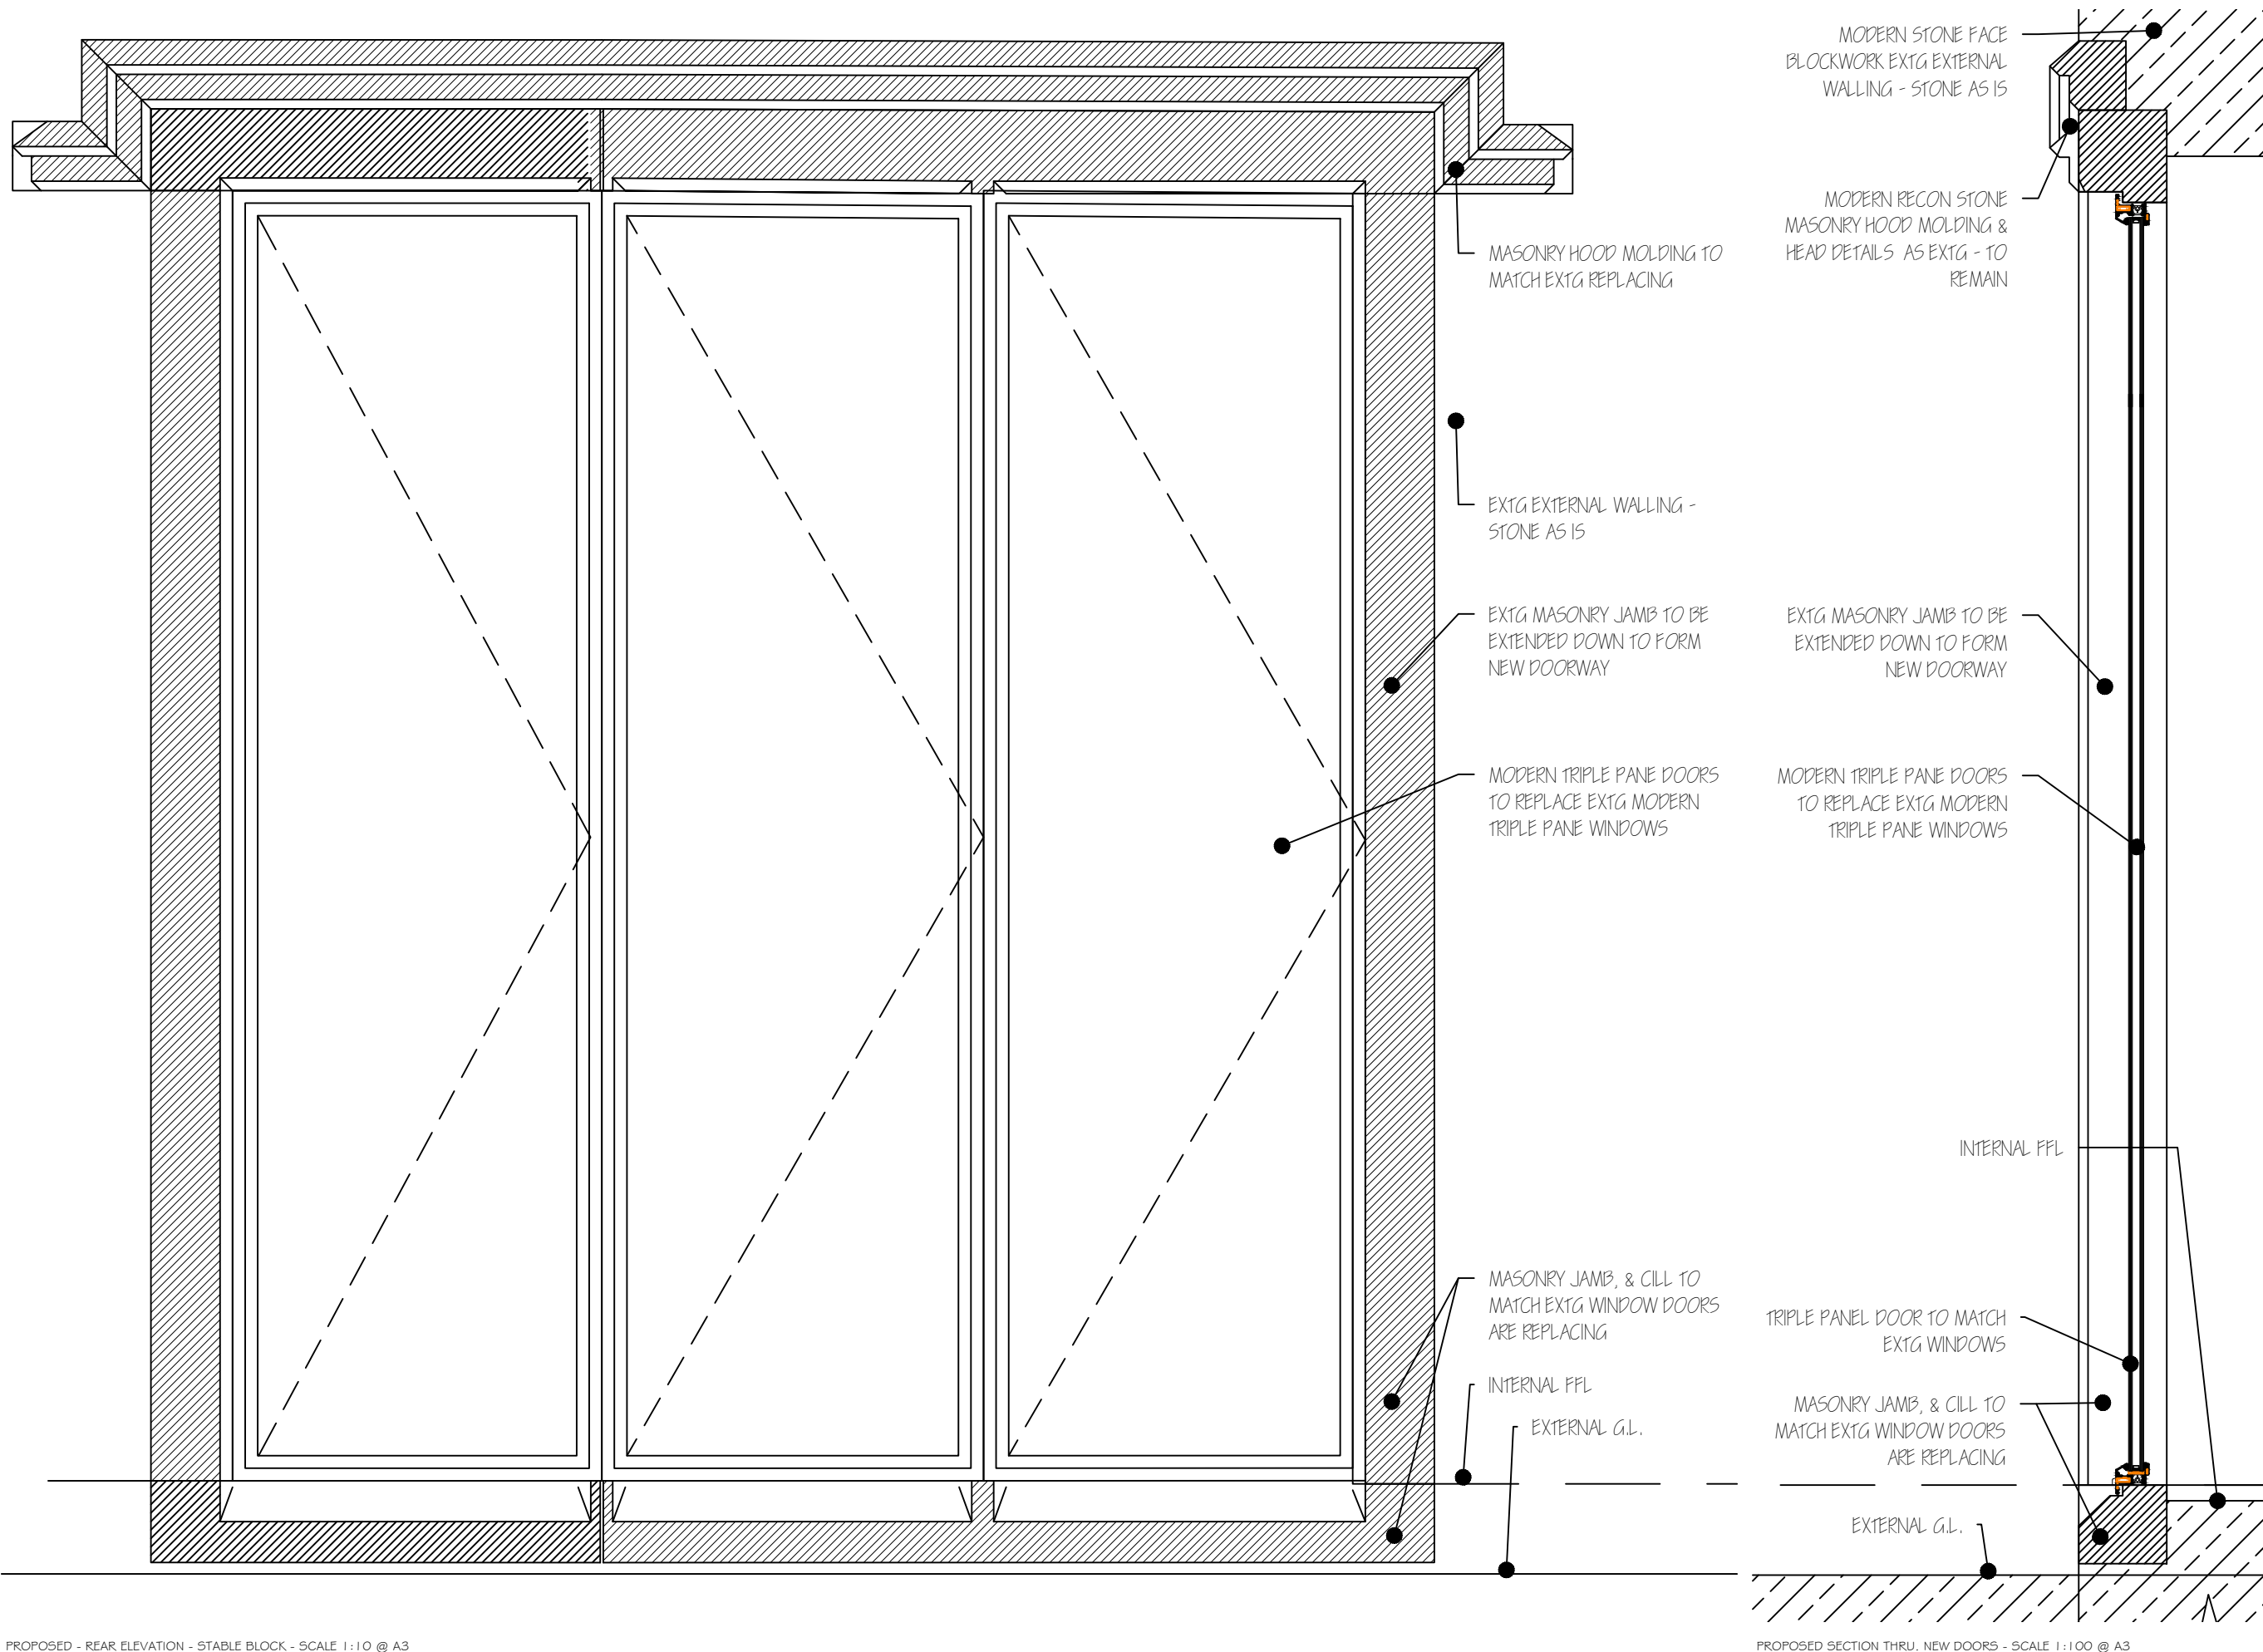 MASONRY HOOD MOLDING TO
MATCH EXTG REPLACING
EXTG EXTERNAL WALLING -
STONE AS IS
EXTG MASONRY JAMB TO BE
EXTENDED DOWN TO FORM
NEW DOORWAY
MODERN TRIPLE PANE DOORS
TO REPLACE EXTG MODERN
TRIPLE PANE WINDOWS
MASONRY JAMB, & CILL TO
MATCH EXTG WINDOW DOORS
ARE REPLACING
INTERNAL FFL
EXTERNAL G.L.
PROPOSED - REAR ELEVATION - STABLE BLOCK - SCALE 1:10 @ A3
MODERN STONE FACE
BLOCKWORK EXTG EXTERNAL
WALLING - STONE AS IS
MODERN RECON STONE
MASONRY HOOD MOLDING &
HEAD DETAILS AS EXTG - TO
REMAIN
EXTG MASONRY JAMB TO BE
EXTENDED DOWN TO FORM
NEW DOORWAY
MODERN TRIPLE PANE DOORS
TO REPLACE EXTG MODERN
TRIPLE PANE WINDOWS
INTERNAL FFL
TRIPLE PANEL DOOR TO MATCH
EXTG WINDOWS
MASONRY JAMB, & CILL TO
MATCH EXTG WINDOW DOORS
ARE REPLACING
EXTERNAL G.L.
PROPOSED SECTION THRU. NEW DOORS - SCALE 1:100 @ A3